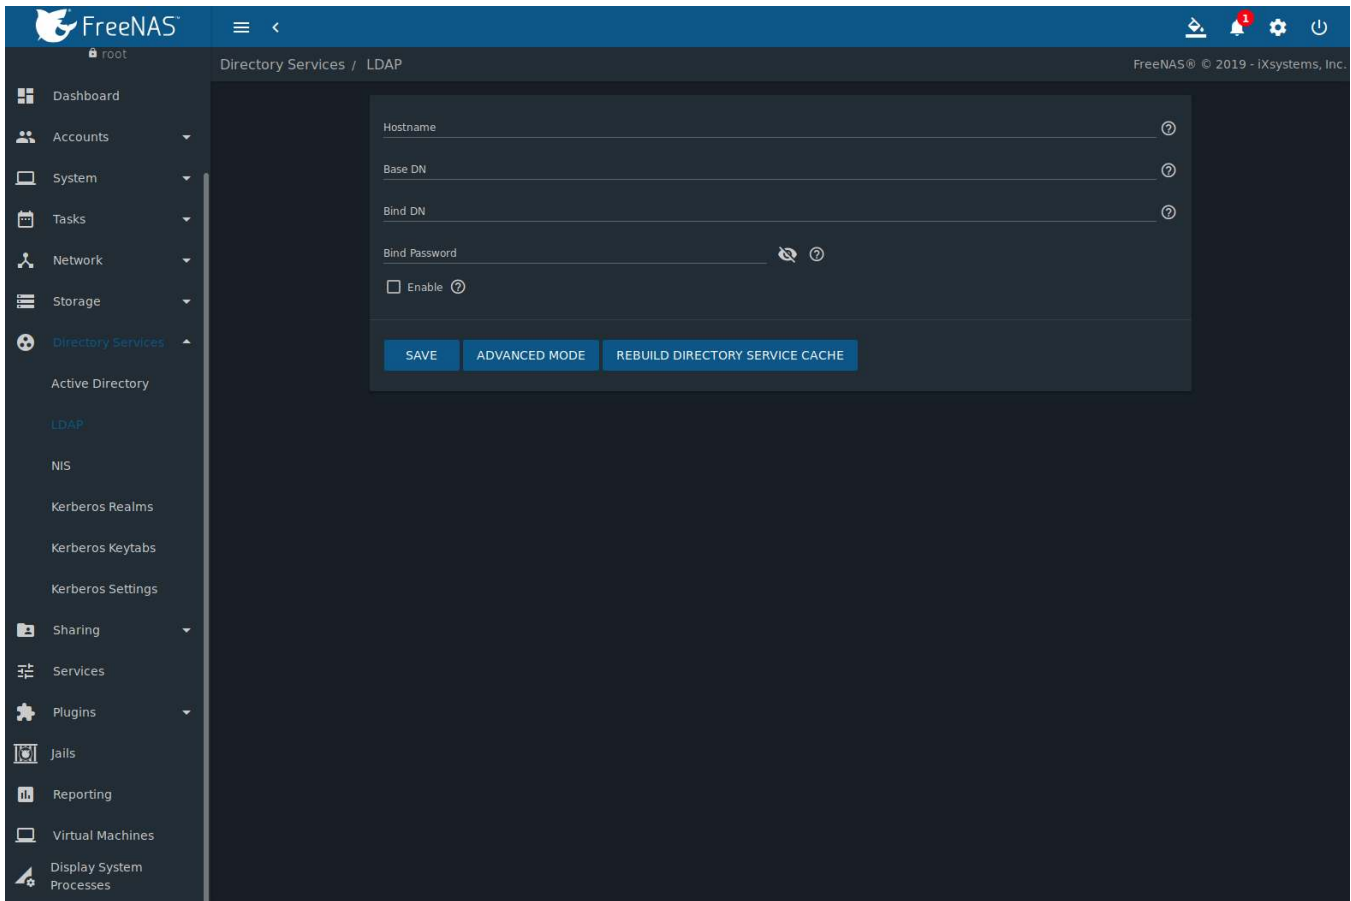 FreeNAS®
1
root
Directory Services / LDAP
FreeNAS® © 2019 - iXsystems, Inc.
Dashboard
Accounts
System
Tasks
Network
Storage
Directory Services
Active Directory
LDAP
NIS
Kerberos Realms
Kerberos Keytabs
Kerberos Settings
Sharing
Services
Plugins
Jails
Reporting
Virtual Machines
Display System
Processes
Hostname
Base DN
Bind DN
Bind Password
Enable
SAVE
ADVANCED MODE
REBUILD DIRECTORY SERVICE CACHE